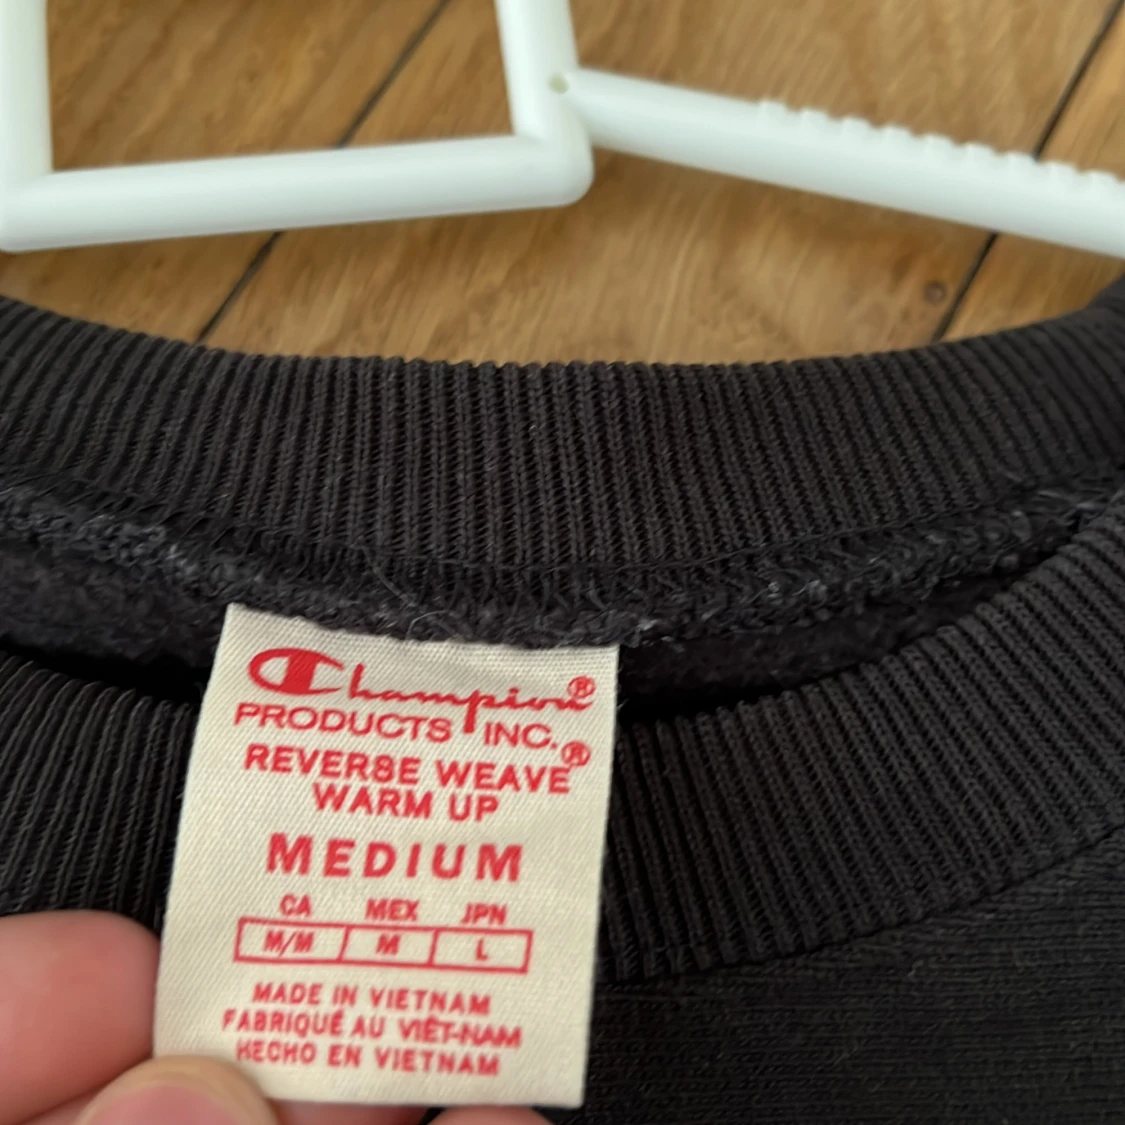 Champion®
PRODUCTS INC.
REVERSE WEAVE®
WARM UP
MEDIUM
CA MEX JPN
M/M M L
MADE IN VIETNAM
FABRIQUÉ AU VIÊT-NAM
HECHO EN VIETNAM